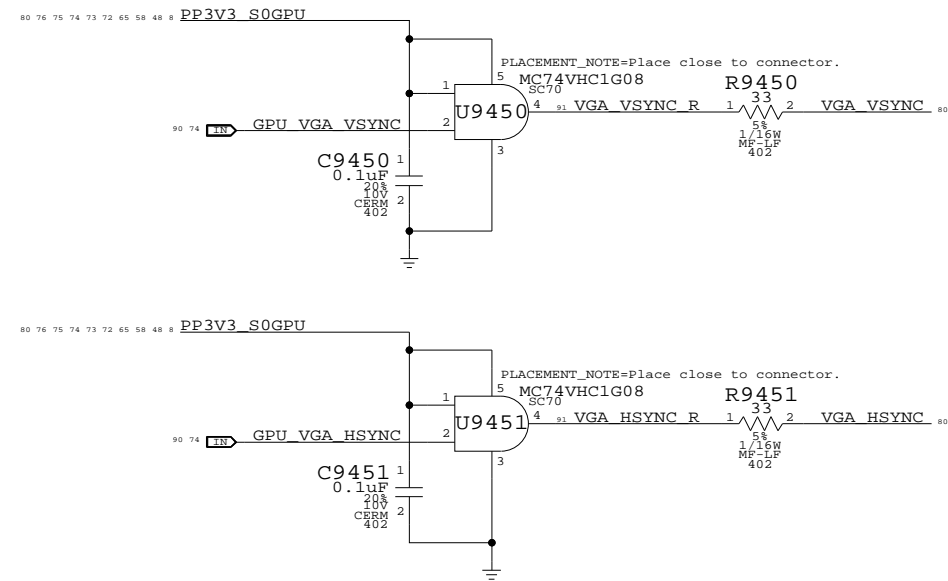 80 76 75 74 73 72 65 58 48 8 PP3V3_S0GPU
PLACEMENT_NOTE=Place close to connector.
5 MC74VHC1G08
SC70
R9450
33
1
U9450
4 91 VGA_VSYNC_R 1 2 VGA_VSYNC 80
90 74 IN GPU_VGA_VSYNC 2
5%
1/16W
MF-LF
402
3
C9450 1
0.1uF
20%
10V
CERM 2
402
80 76 75 74 73 72 65 58 48 8 PP3V3_S0GPU
PLACEMENT_NOTE=Place close to connector.
5 MC74VHC1G08
SC70
R9451
33
1
U9451
4 91 VGA_HSYNC_R 1 2 VGA_HSYNC 80
90 74 IN GPU_VGA_HSYNC 2
5%
1/16W
MF-LF
402
3
C9451 1
0.1uF
20%
10V
CERM 2
402